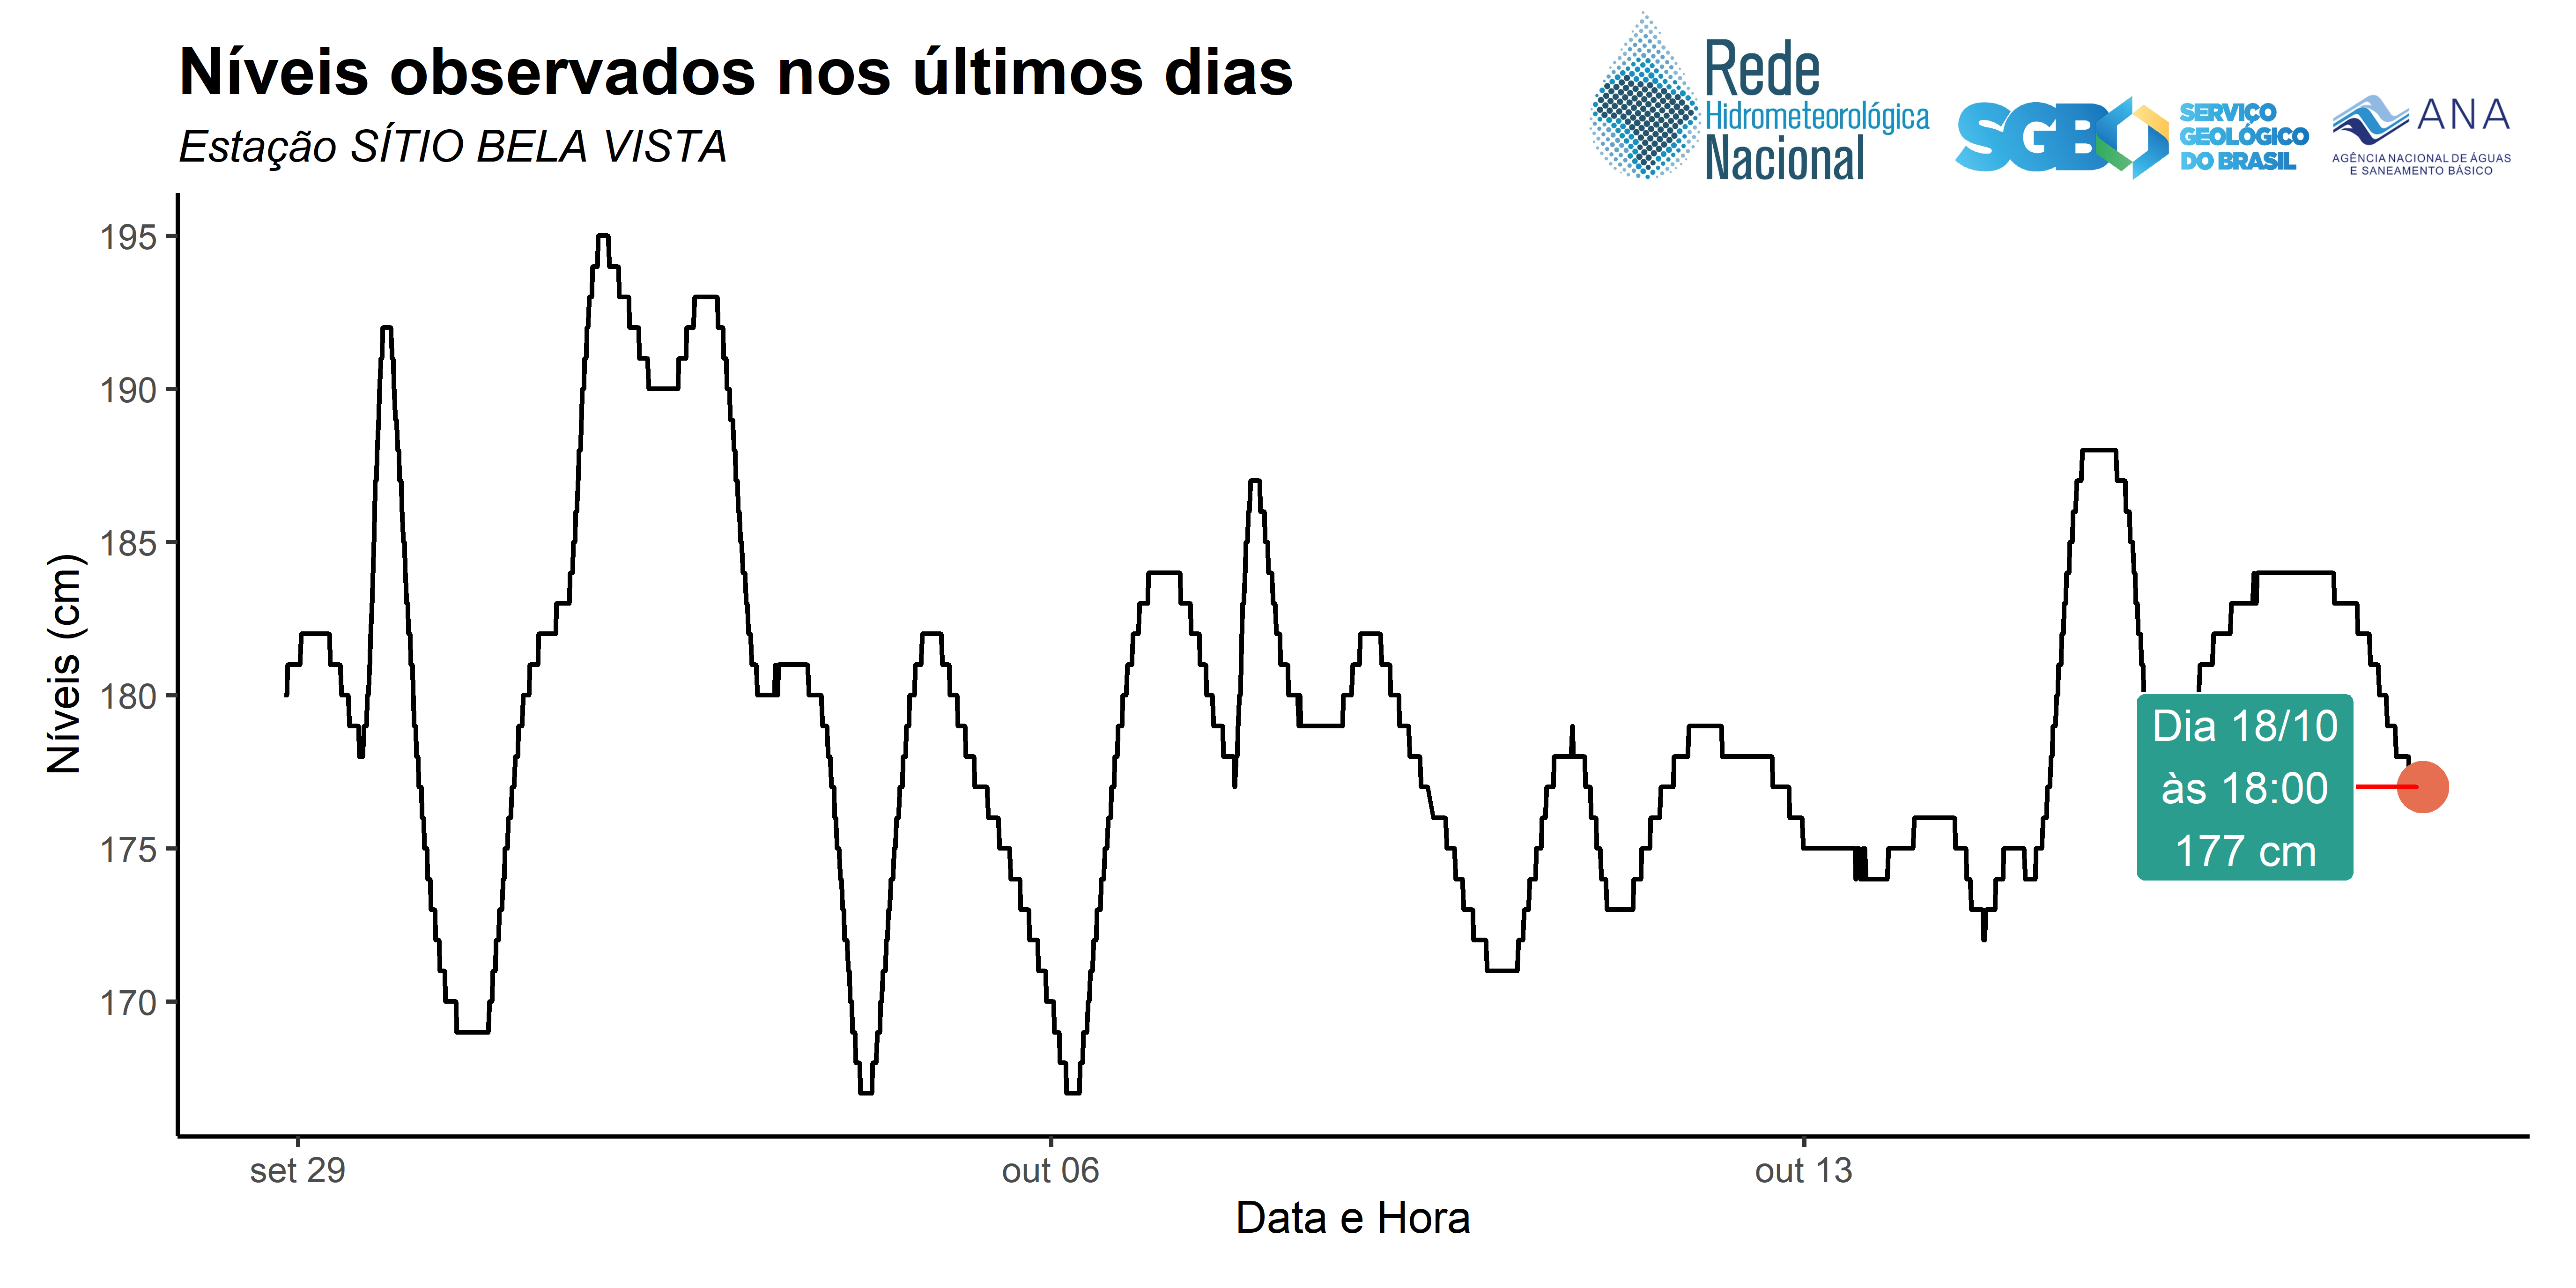 Níveis observados nos últimos dias
Estação SÍTIO BELA VISTA
Rede
Hidrometeorológica
Nacional
SGB
SERVIÇO
GEOLÓGICO
DO BRASIL
ANA
AGÊNCIA NACIONAL DE ÁGUAS
E SANEAMENTO BÁSICO
Níveis (cm)
195
190
185
180
175
170
Dia 18/10
às 18:00
177 cm
set 29
out 06
out 13
Data e Hora